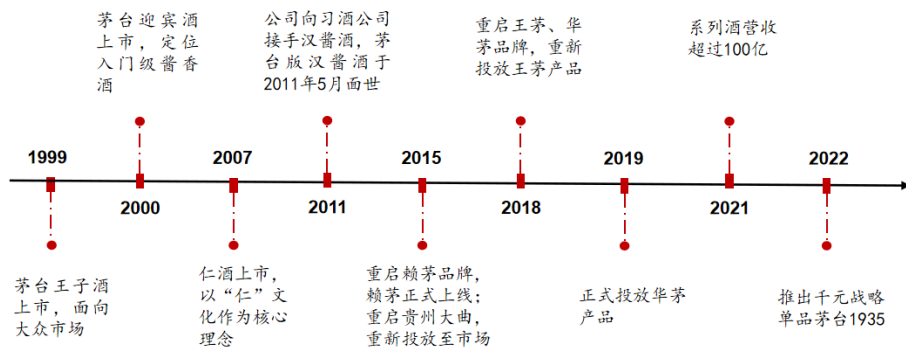 茅台迎宾酒
上市，定位
入门级酱香
酒
公司向习酒公司
接手汉酱酒，茅
台版汉酱酒于
2011年5月面世
重启王茅、华
茅品牌，重新
投放王茅产品
系列酒营收
超过100亿
1999
2007
2015
2019
2022
2000
2011
2018
2021
茅台王子酒
上市，面向
大众市场
仁酒上市，
以“仁”文
化作为核心
理念
重启赖茅品牌，
赖茅正式上线；
重启贵州大曲，
重新投放至市场
正式投放华茅
产品
推出千元战略
单品茅台1935